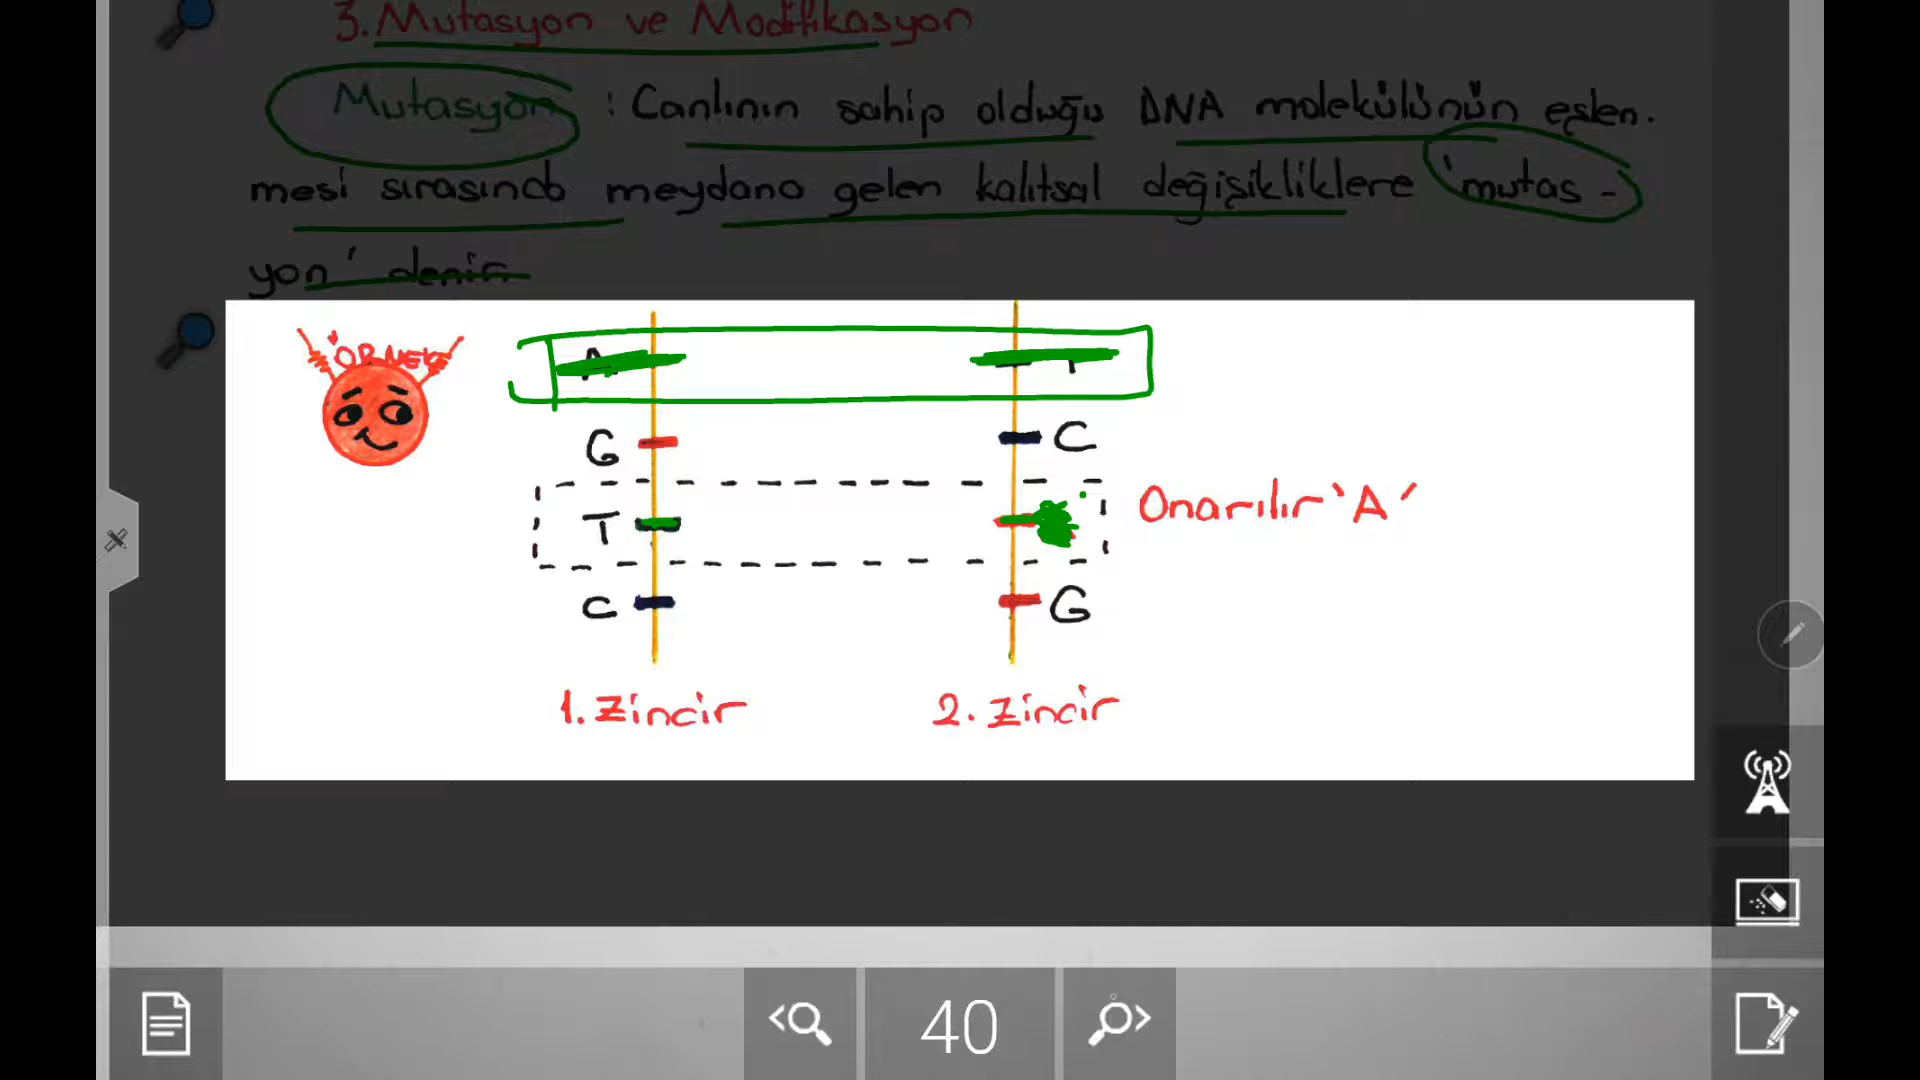 3. Mutasyon ve Modifikasyon
Mutasyon : Canlının sahip olduğu DNA molekülünün eşlen.
mesi sırasında meydana gelen kalıtsal değişikliklere 'mutas -
yon' denir
ÖRNEK
A T
G C
T Onarılır 'A'
C G
1. Zincir 2. Zincir
40